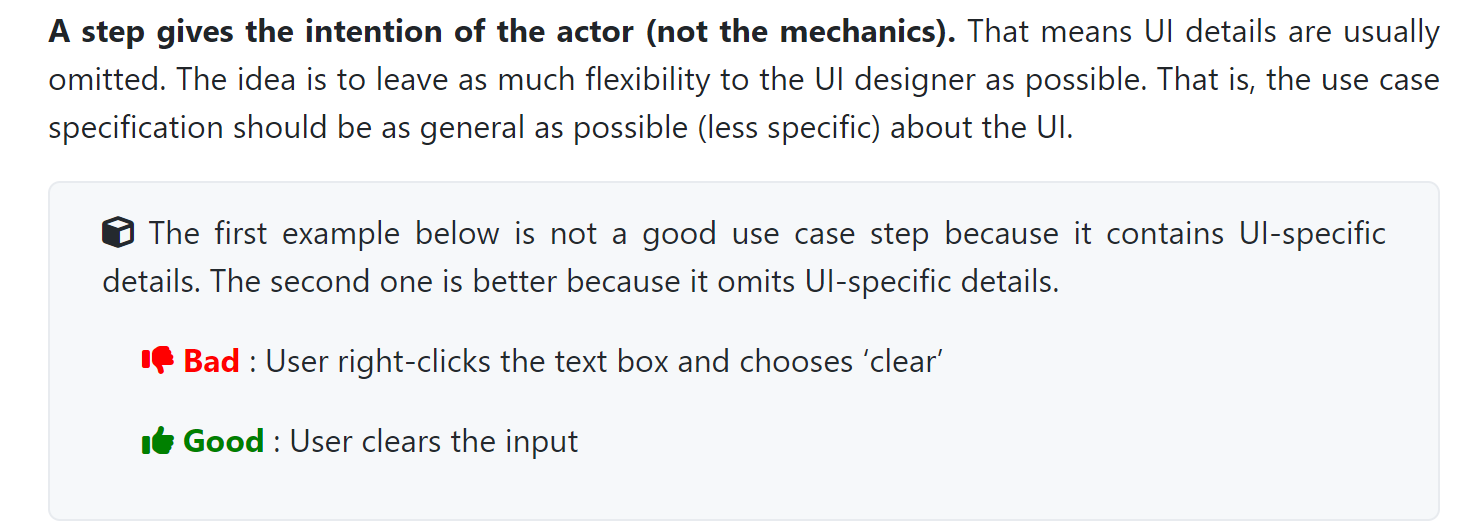 A step gives the intention of the actor (not the mechanics). That means UI details are usually
omitted. The idea is to leave as much flexibility to the UI designer as possible. That is, the use case
specification should be as general as possible (less specific) about the UI.
The first example below is not a good use case step because it contains UI-specific
details. The second one is better because it omits UI-specific details.
Bad : User right-clicks the text box and chooses ‘clear’
Good : User clears the input